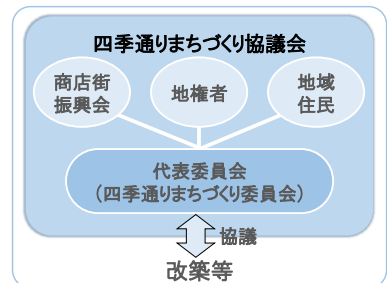 四季通りまちづくり協議会
商店街
振興会
地権者
地域
住民
代表委員会
（四季通りまちづくり委員会）
協議
改築等